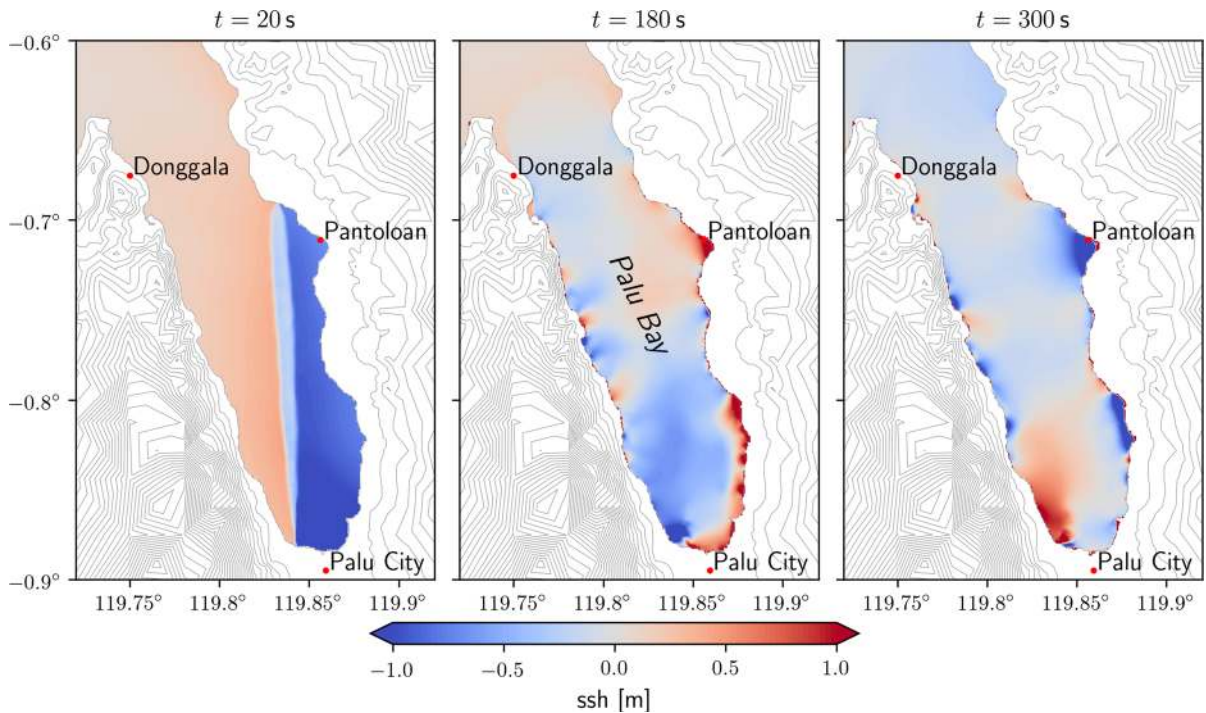 t = 20 s
t = 180 s
t = 300 s
−0.6°
−0.7°
−0.8°
−0.9°
Donggala
Pantoloan
Palu City
Donggala
Pantoloan
Palu Bay
Palu City
Donggala
Pantoloan
Palu City
119.75° 119.8° 119.85° 119.9°
119.75° 119.8° 119.85° 119.9°
119.75° 119.8° 119.85° 119.9°
−1.0 −0.5 0.0 0.5 1.0
ssh [m]